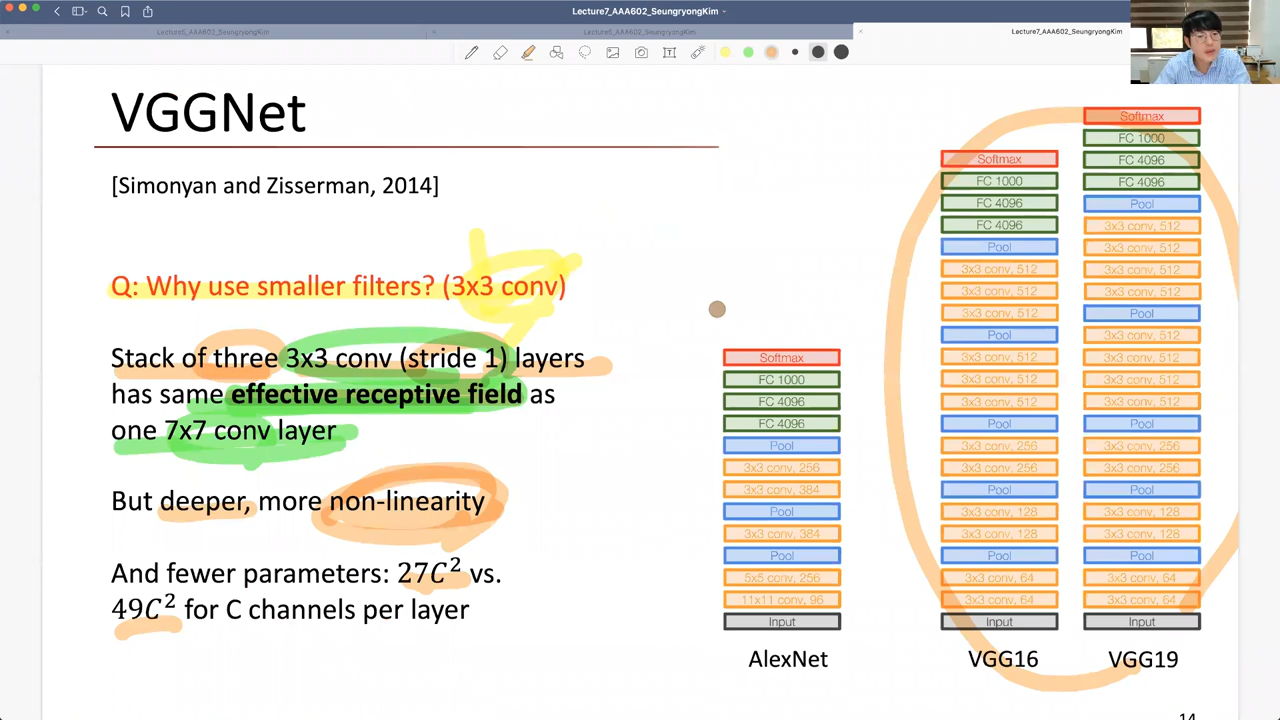 Lecture7_AAA602_SeungryongKim
Lecture5_AAA602_SeungryongKim
Lecture6_AAA602_SeungryongKim
Lecture7_AAA602_SeungryongKim
VGGNet
[Simonyan and Zisserman, 2014]
Q: Why use smaller filters? (3x3 conv)
Stack of three 3x3 conv (stride 1) layers
has same effective receptive field as
one 7x7 conv layer
But deeper, more non-linearity
And fewer parameters: 27C² vs.
49C² for C channels per layer
Softmax
FC 1000
FC 4096
FC 4096
Pool
3x3 conv, 256
3x3 conv, 384
Pool
3x3 conv, 384
Pool
5x5 conv, 256
11x11 conv, 96
Input
AlexNet
Softmax
FC 1000
FC 4096
FC 4096
Pool
3x3 conv, 512
3x3 conv, 512
3x3 conv, 512
Pool
3x3 conv, 512
3x3 conv, 512
3x3 conv, 512
Pool
3x3 conv, 256
3x3 conv, 256
Pool
3x3 conv, 128
3x3 conv, 128
Pool
3x3 conv, 64
3x3 conv, 64
Input
VGG16
Softmax
FC 1000
FC 4096
FC 4096
Pool
3x3 conv, 512
3x3 conv, 512
3x3 conv, 512
3x3 conv, 512
Pool
3x3 conv, 512
3x3 conv, 512
3x3 conv, 512
3x3 conv, 512
Pool
3x3 conv, 256
3x3 conv, 256
Pool
3x3 conv, 128
3x3 conv, 128
Pool
3x3 conv, 64
3x3 conv, 64
Input
VGG19
14